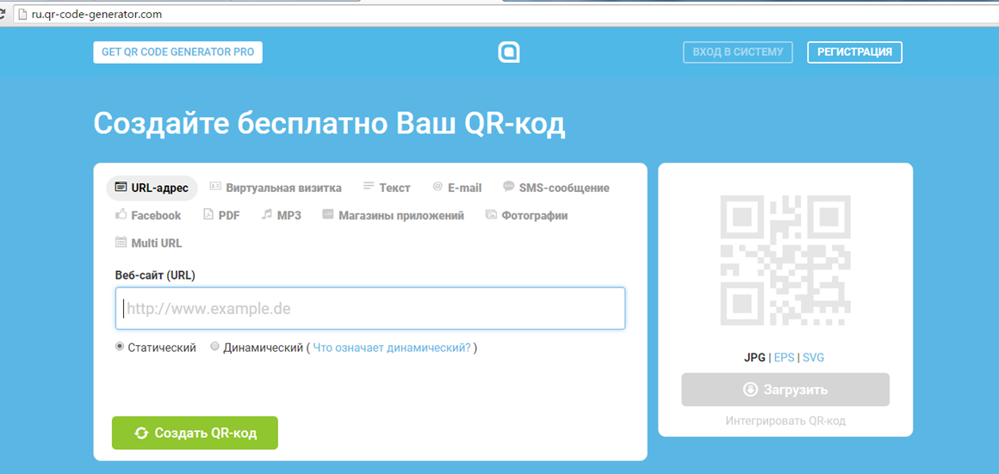 ru.qr-code-generator.com
GET QR CODE GENERATOR PRO
ВХОД В СИСТЕМУ
РЕГИСТРАЦИЯ
Создайте бесплатно Ваш QR-код
URL-адрес Виртуальная визитка Текст E-mail SMS-сообщение
Facebook PDF MP3 Магазины приложений Фотографии
Multi URL
Веб-сайт (URL)
http://www.example.de
Статический Динамический ( Что означает динамический? )
Создать QR-код
JPG | EPS | SVG
Загрузить
Интегрировать QR-код